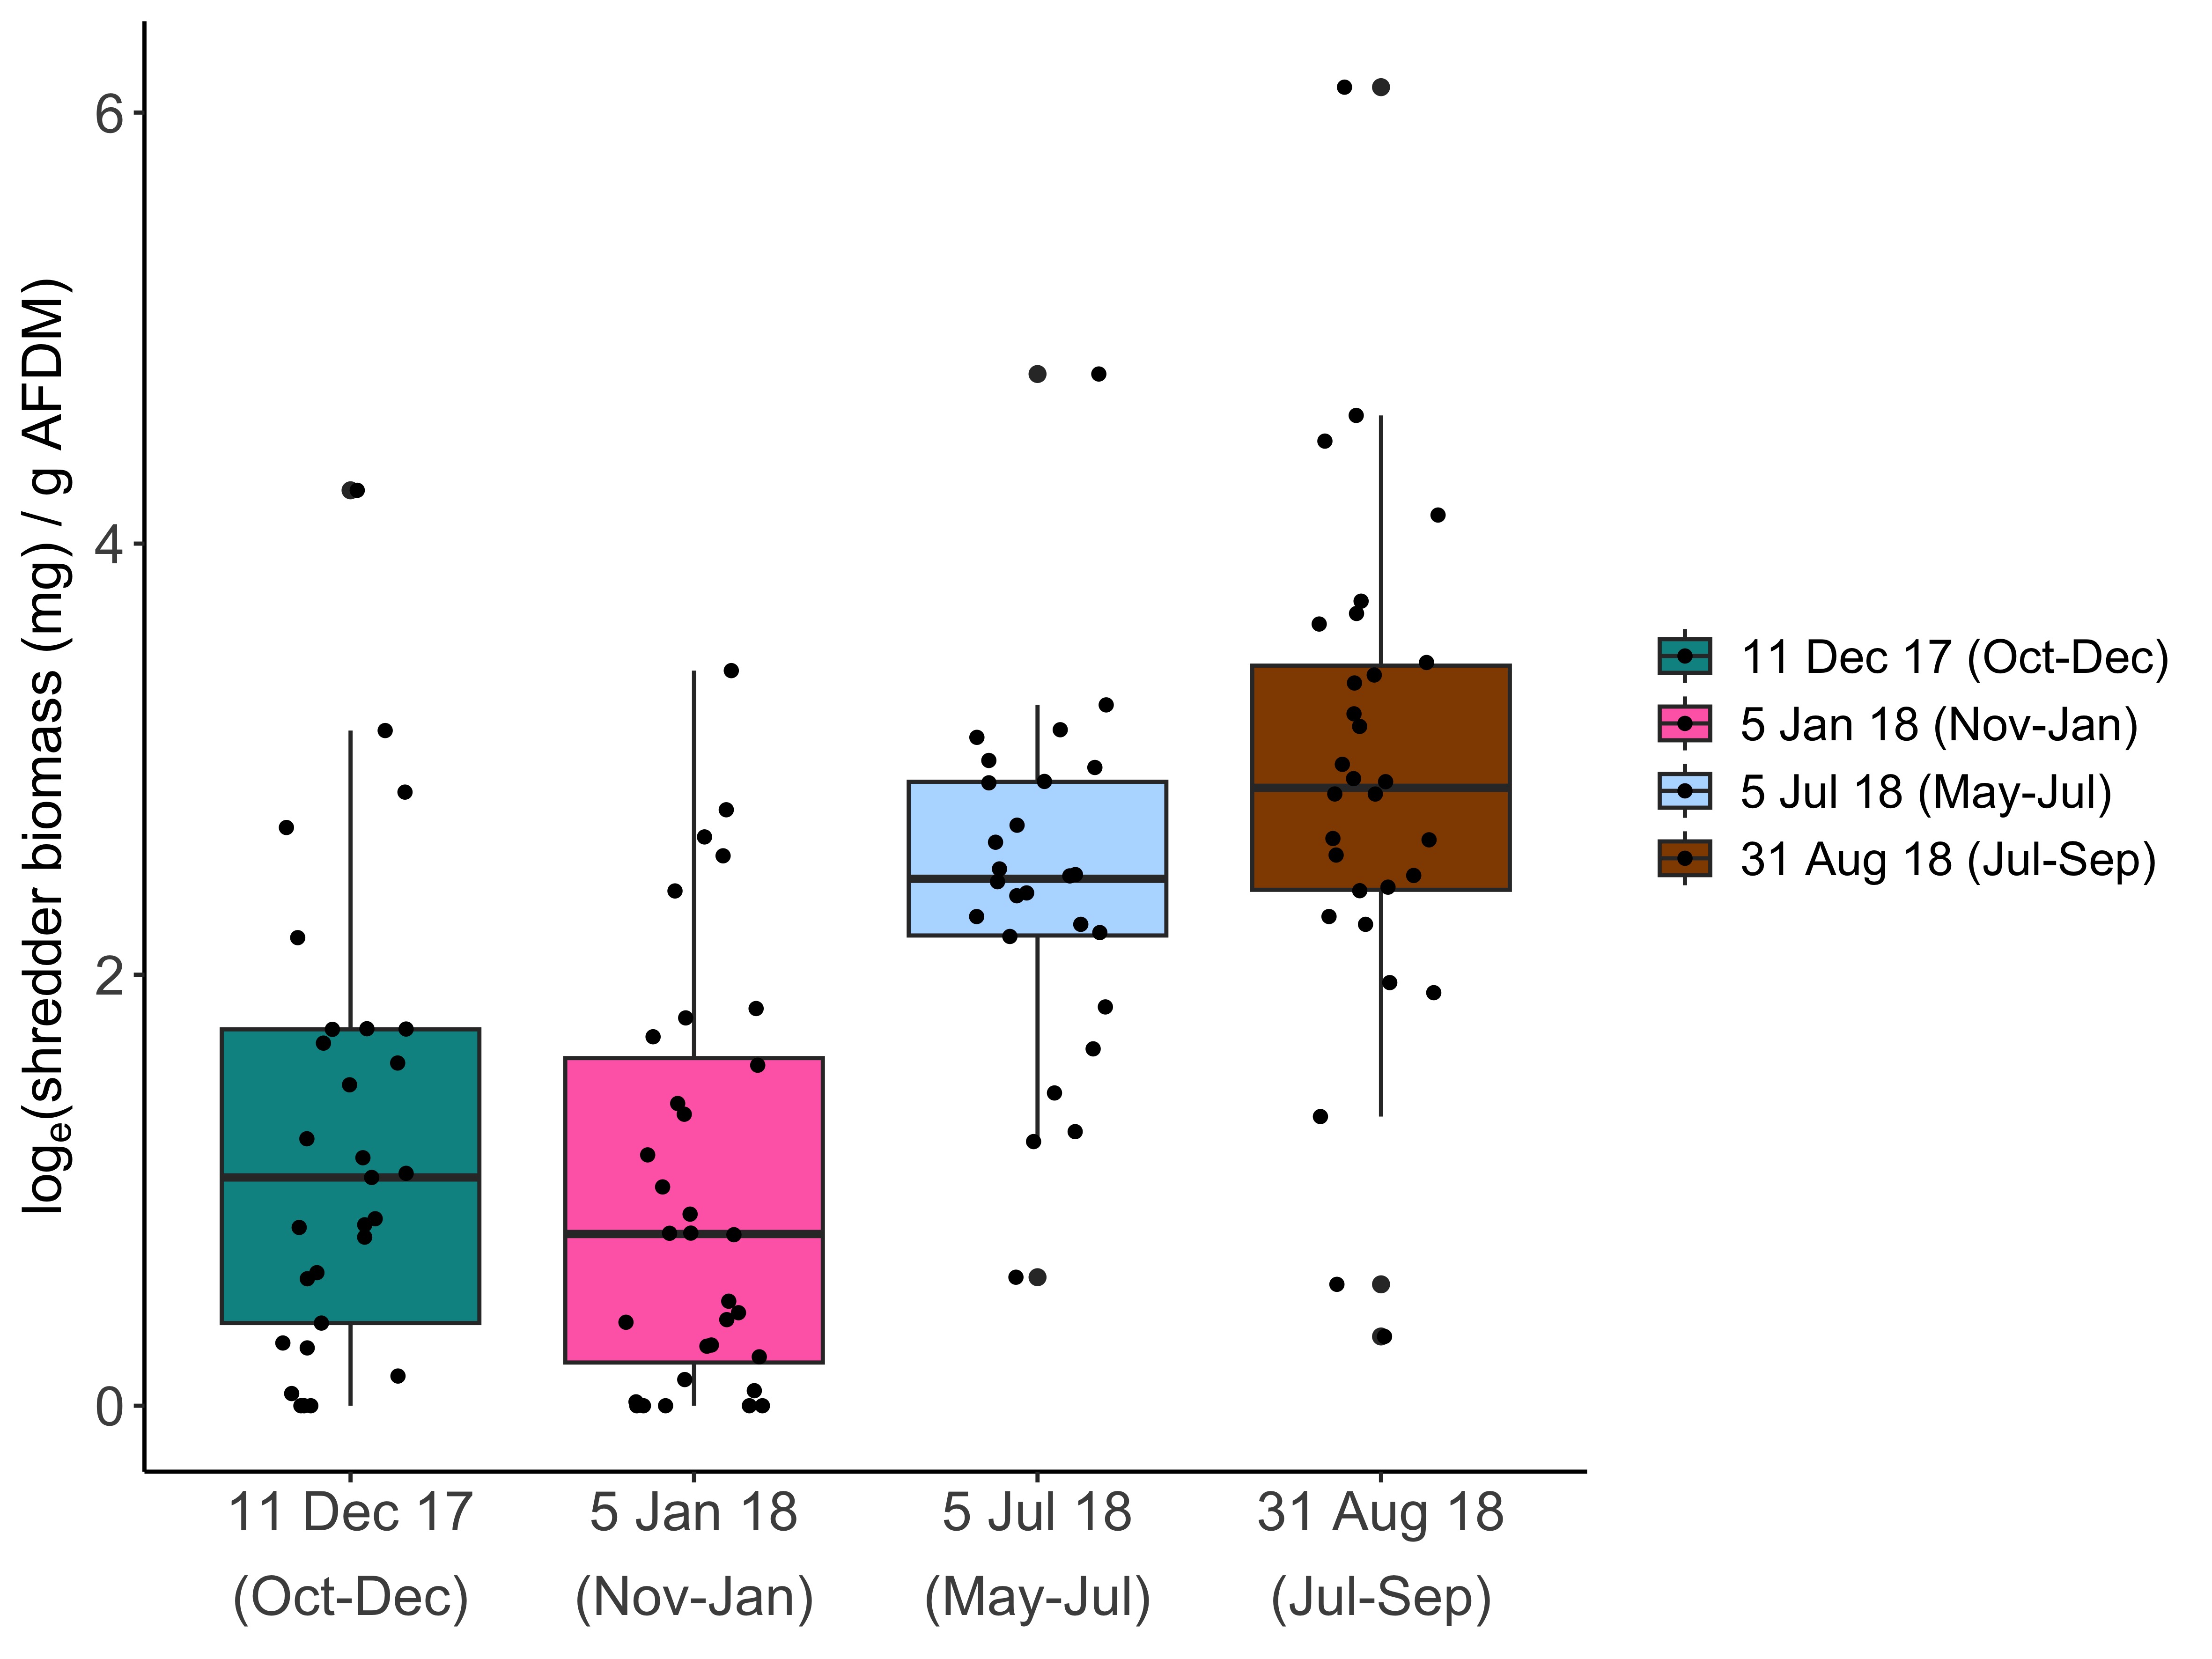 logₑ(shredder biomass (mg) / g AFDM)
6
4
2
0
11 Dec 17
(Oct-Dec)
5 Jan 18
(Nov-Jan)
5 Jul 18
(May-Jul)
31 Aug 18
(Jul-Sep)
11 Dec 17 (Oct-Dec)
5 Jan 18 (Nov-Jan)
5 Jul 18 (May-Jul)
31 Aug 18 (Jul-Sep)